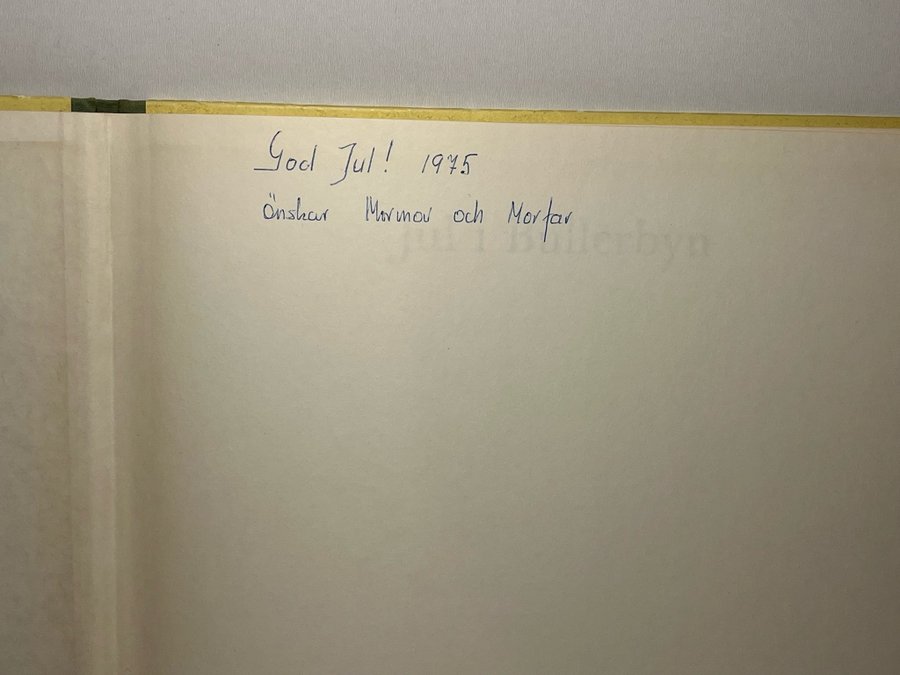 God Jul! 1975
önskar Mormor och Morfar
Jul i Bullerbyn